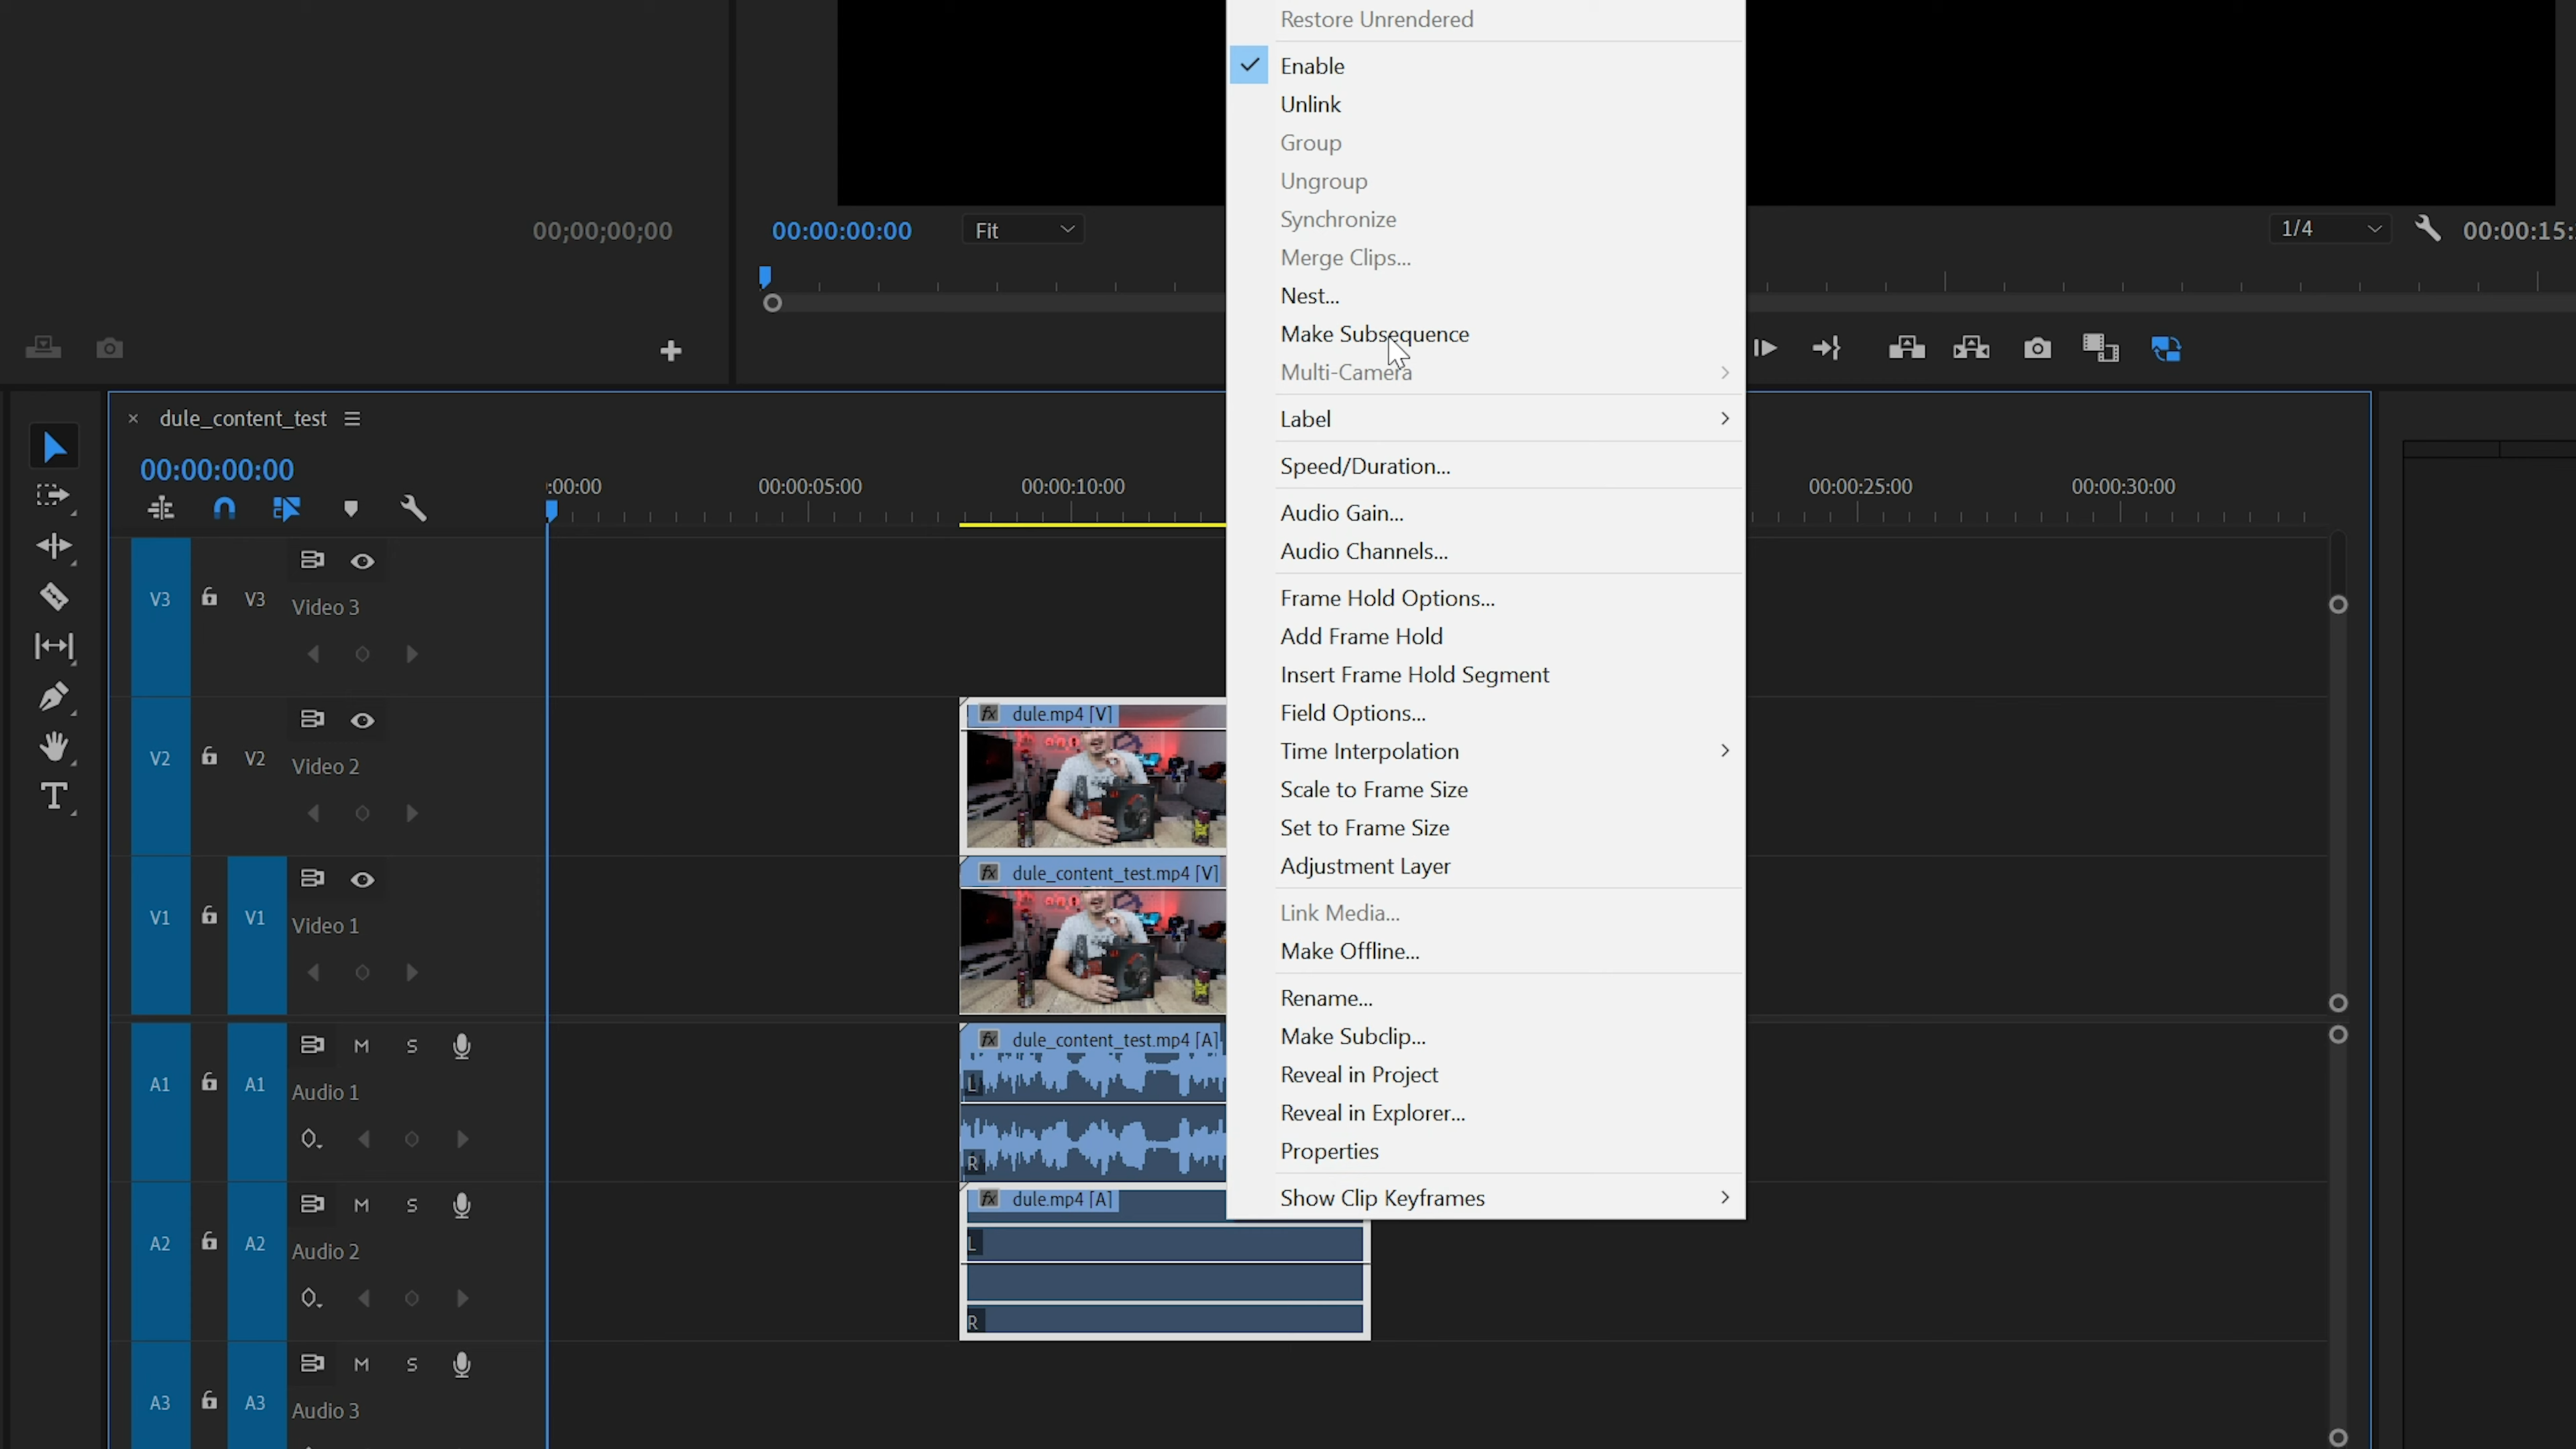 Restore Unrendered
Enable
Unlink
Group
Ungroup
Synchronize
Merge Clips...
Nest...
Make Subsequence
Multi-Camera
Label
Speed/Duration...
Audio Gain...
Audio Channels...
Frame Hold Options...
Add Frame Hold
Insert Frame Hold Segment
Field Options...
Time Interpolation
Scale to Frame Size
Set to Frame Size
Adjustment Layer
Link Media...
Make Offline...
Rename...
Make Subclip...
Reveal in Project
Reveal in Explorer...
Properties
Show Clip Keyframes
00;00;00;00
00:00:00:00
Fit
1/4
00:00:15:
dule_content_test
00:00:00:00
:00:00
00:00:05:00
00:00:10:00
00:00:25:00
00:00:30:00
V3 V3 Video 3
fx dule.mp4 [V]
V2 V2 Video 2
fx dule_content_test.mp4 [V]
V1 V1 Video 1
M S
fx dule_content_test.mp4 [A]
L
A1 A1 Audio 1
R
M S
fx dule.mp4 [A]
L
A2 A2 Audio 2
R
M S
A3 A3 Audio 3